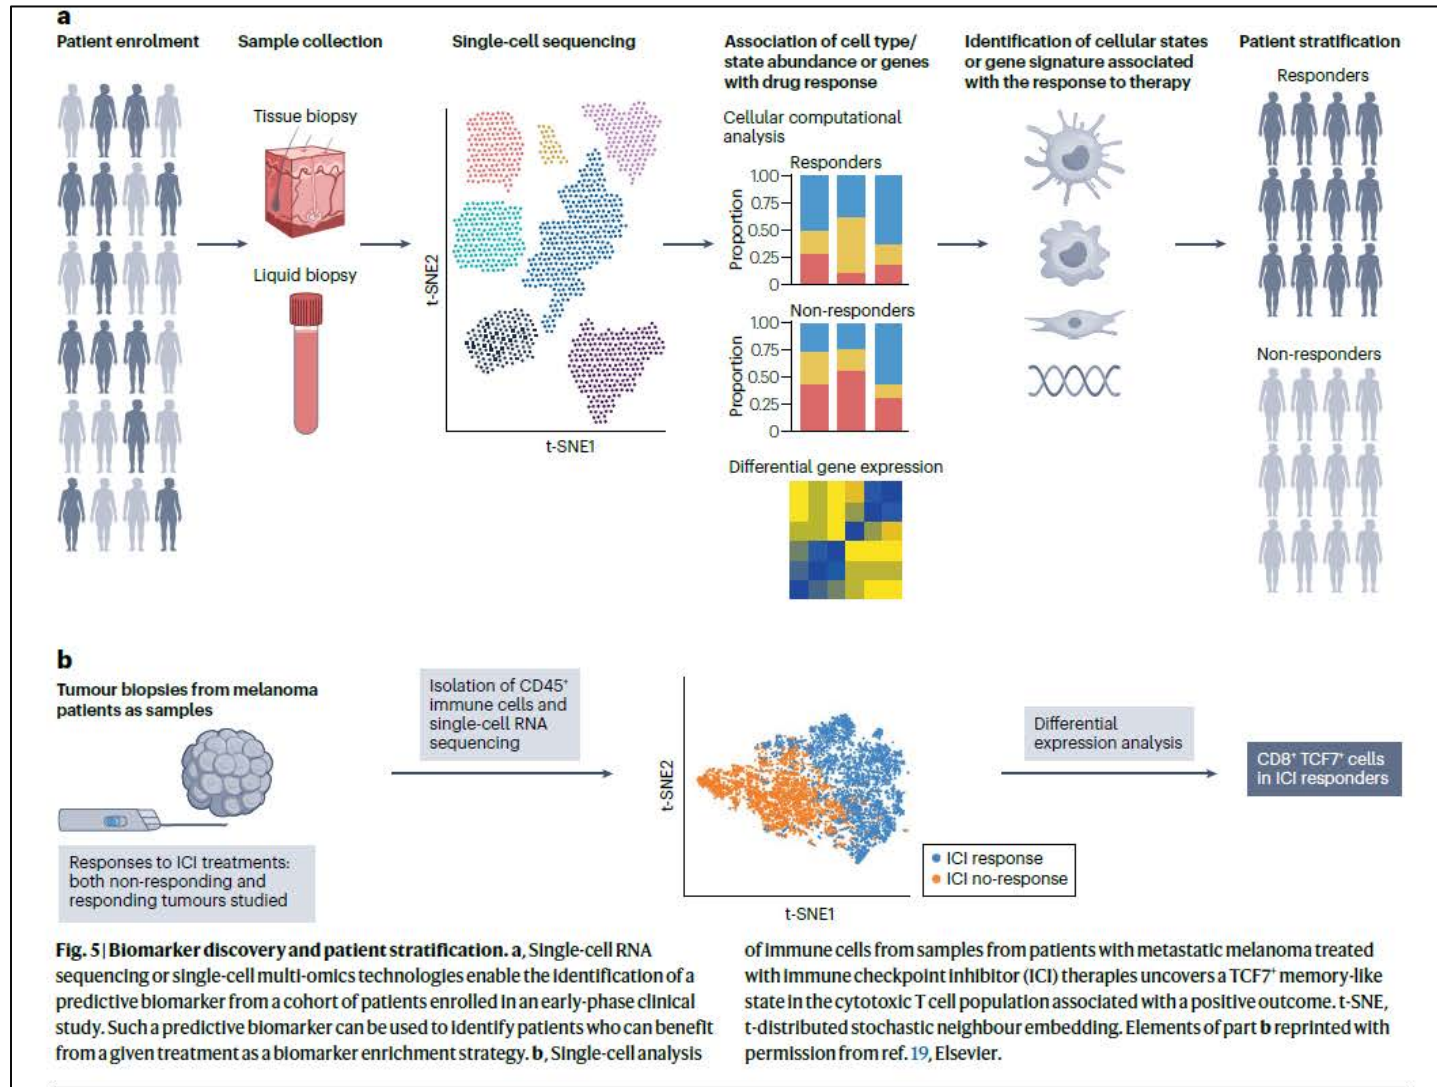 a
Patient enrolment
Sample collection
Single-cell sequencing
Association of cell type/
state abundance or genes
with drug response
Identification of cellular states
or gene signature associated
with the response to therapy
Patient stratification
Tissue biopsy
Liquid biopsy
t-SNE2
t-SNE1
Cellular computational
analysis
Responders
Proportion
1.00
0.75
0.50
0.25
0
Non-responders
Proportion
1.00
0.75
0.50
0.25
0
Differential gene expression
Responders
Non-responders
b
Tumour biopsies from melanoma
patients as samples
Responses to ICI treatments:
both non-responding and
responding tumours studied
Isolation of CD45⁺
immune cells and
single-cell RNA
sequencing
t-SNE2
t-SNE1
ICI response
ICI no-response
Differential
expression analysis
CD8⁺ TCF7⁺ cells
in ICI responders
Fig. 5 | Biomarker discovery and patient stratification. a, Single-cell RNA
sequencing or single-cell multi-omics technologies enable the identification of a
predictive biomarker from a cohort of patients enrolled in an early-phase clinical
study. Such a predictive biomarker can be used to identify patients who can benefit
from a given treatment as a biomarker enrichment strategy. b, Single-cell analysis
of immune cells from samples from patients with metastatic melanoma treated
with immune checkpoint inhibitor (ICI) therapies uncovers a TCF7⁺ memory-like
state in the cytotoxic T cell population associated with a positive outcome. t-SNE,
t-distributed stochastic neighbour embedding. Elements of part b reprinted with
permission from ref. 19, Elsevier.